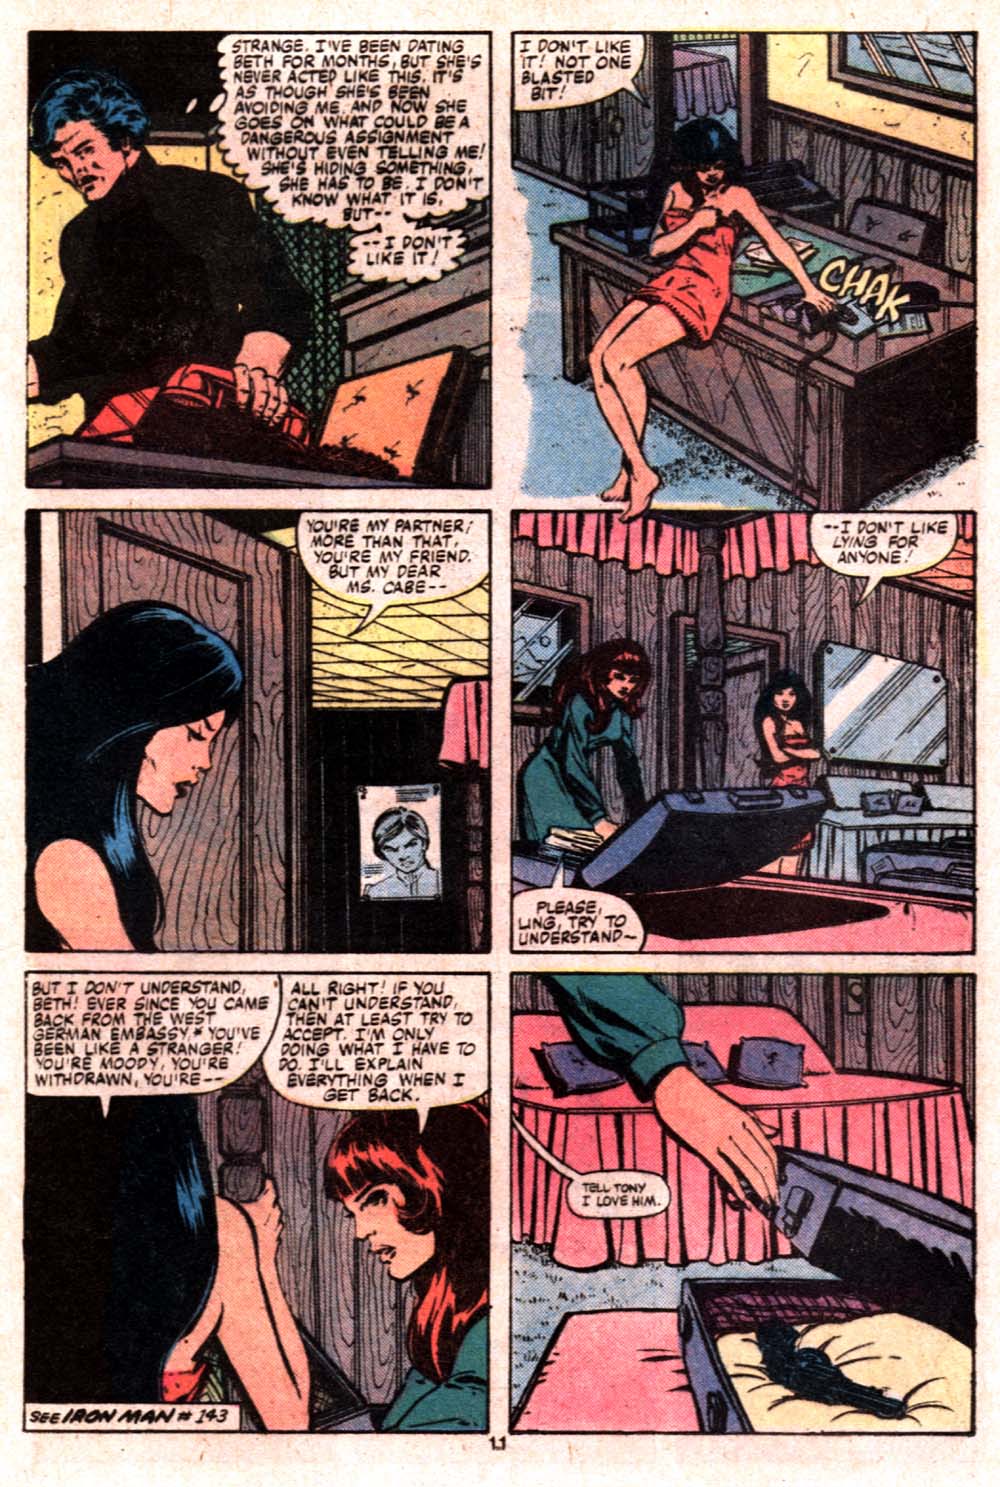 STRANGE. I'VE BEEN DATING
BETH FOR MONTHS, BUT SHE'S
NEVER ACTED LIKE THIS. IT'S
AS THOUGH SHE'S BEEN
AVOIDING ME. AND NOW SHE
GOES ON WHAT COULD BE A
DANGEROUS ASSIGNMENT
WITHOUT EVEN TELLING ME!
SHE'S HIDING SOMETHING,
SHE HAS TO BE. I DON'T
KNOW WHAT IT IS,
BUT--
--I DON'T
LIKE IT!
I DON'T LIKE
IT! NOT ONE
BLASTED
BIT!
CHAK
YOU'RE MY PARTNER;
MORE THAN THAT,
YOU'RE MY FRIEND.
BUT MY DEAR
MS. CABE--
--I DON'T LIKE
LYING FOR
ANYONE!
PLEASE,
LING, TRY TO
UNDERSTAND~
BUT I DON'T UNDERSTAND,
BETH! EVER SINCE YOU CAME
BACK FROM THE WEST
GERMAN EMBASSY,* YOU'VE
BEEN LIKE A STRANGER!
YOU'RE MOODY, YOU'RE
WITHDRAWN, YOU'RE--
ALL RIGHT! IF YOU
CAN'T UNDERSTAND,
THEN AT LEAST TRY TO
ACCEPT. I'M ONLY
DOING WHAT I HAVE TO
DO. I'LL EXPLAIN
EVERYTHING WHEN I
GET BACK.
SEE IRON MAN # 143
TELL TONY
I LOVE HIM.
11